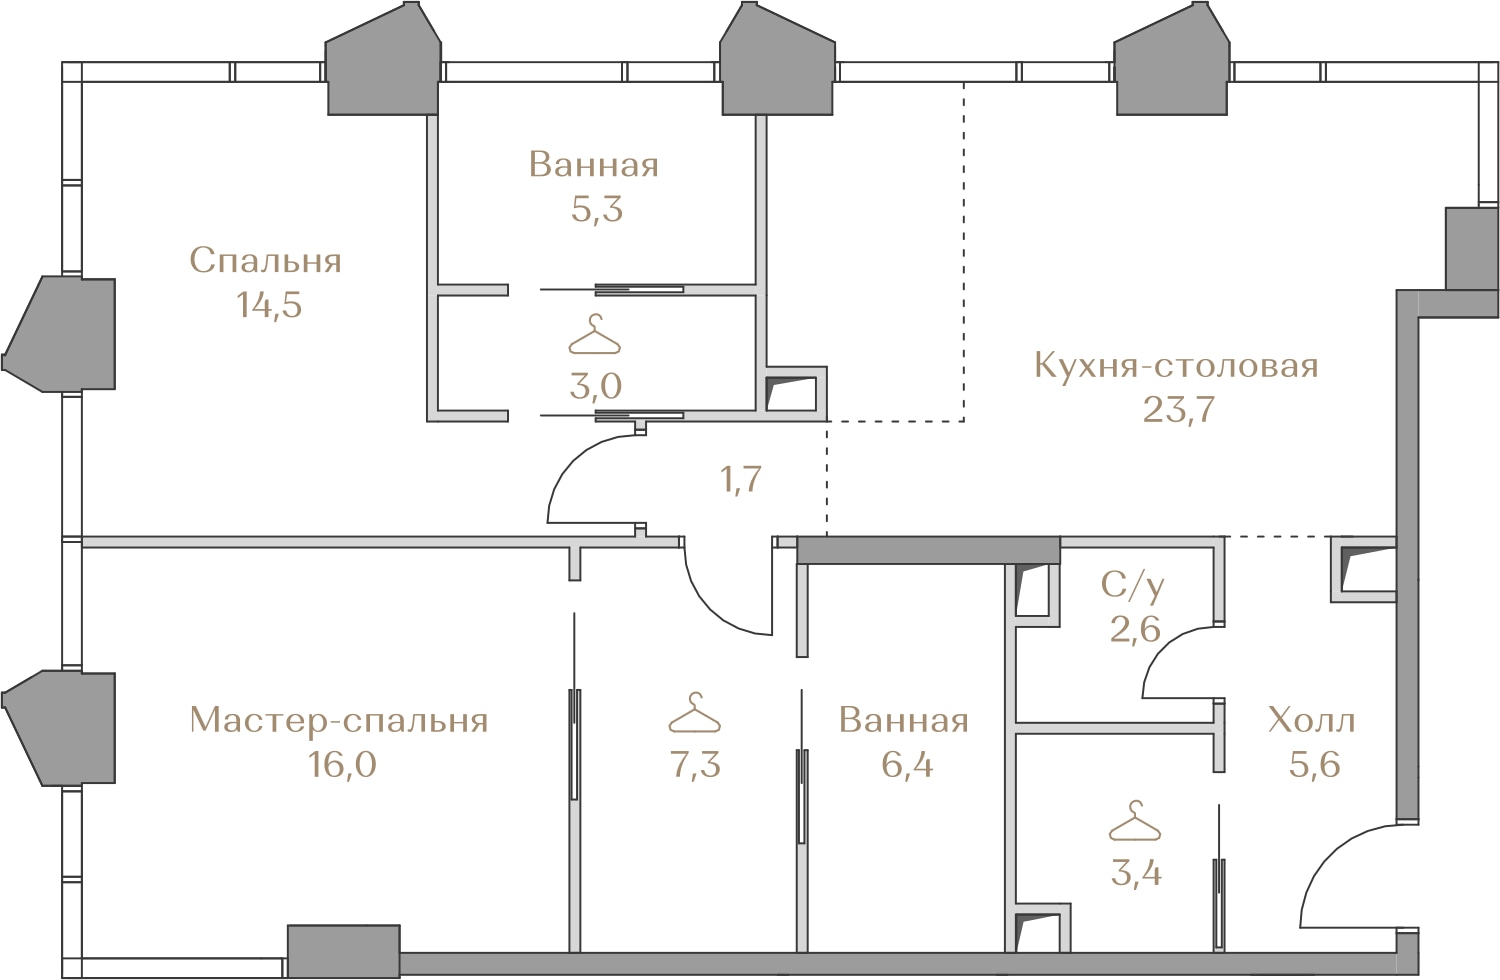 Ванная
5,3
Спальня
14,5
3,0
Кухня-столовая
23,7
1,7
С/у
2,6
Мастер-спальня
16,0
7,3
Ванная
6,4
Холл
5,6
3,4